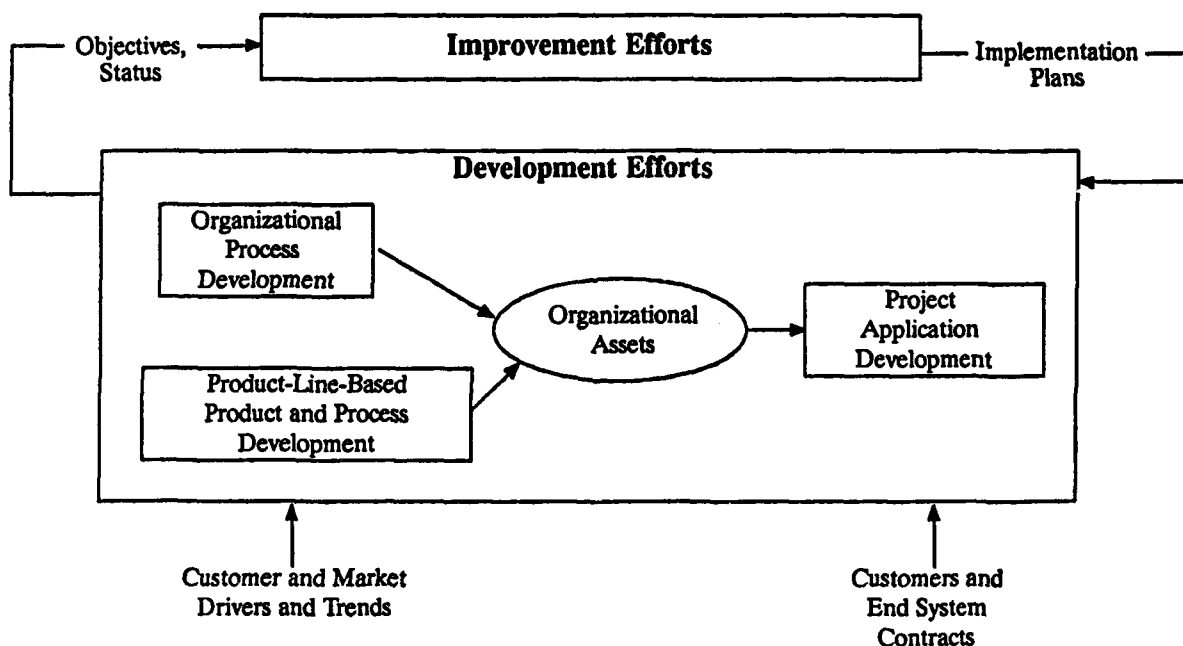 Objectives,
Status
Improvement Efforts
Implementation
Plans
Development Efforts
Organizational
Process
Development
Organizational
Assets
Project
Application
Development
Product-Line-Based
Product and Process
Development
Customer and Market
Drivers and Trends
Customers and
End System
Contracts